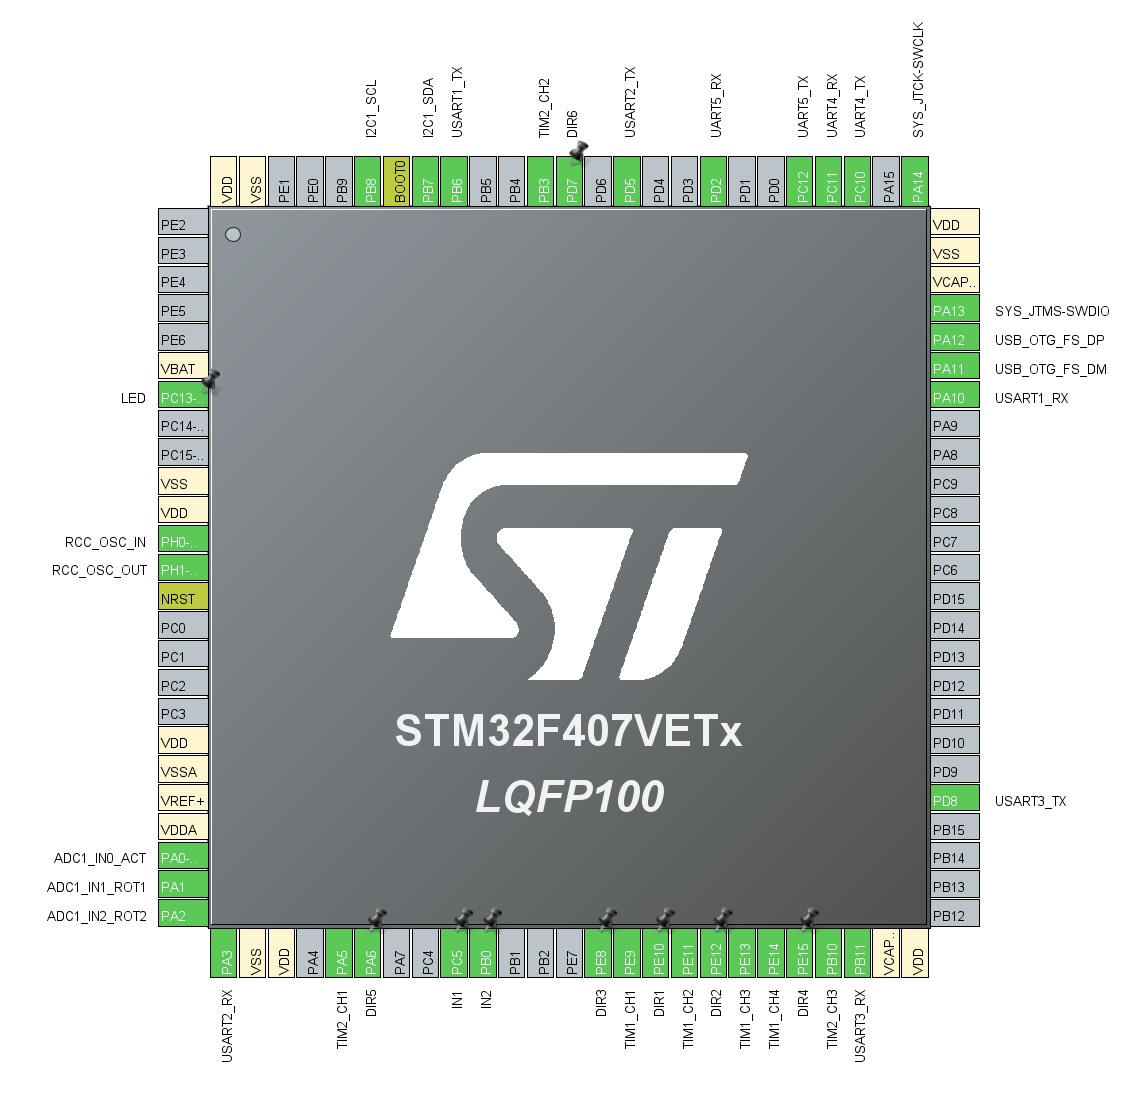 I2C1_SCL
I2C1_SDA
USART1_TX
TIM2_CH2
DIR6
USART2_TX
UART5_RX
UART5_TX
UART4_RX
UART4_TX
SYS_JTCK-SWCLK
VDD
VSS
PE1
PE0
PB9
PB8
BOOT0
PB7
PB6
PB5
PB4
PB3
PD7
PD6
PD5
PD4
PD3
PD2
PD1
PD0
PC12
PC11
PC10
PA15
PA14
PE2
PE3
PE4
PE5
PE6
VBAT
LED PC13-..
PC14-..
PC15-..
VSS
VDD
RCC_OSC_IN PH0-..
RCC_OSC_OUT PH1-..
NRST
PC0
PC1
PC2
PC3
VDD
VSSA
VREF+
VDDA
ADC1_IN0_ACT PA0-..
ADC1_IN1_ROT1 PA1
ADC1_IN2_ROT2 PA2
ST
STM32F407VETx
LQFP100
VDD
VSS
VCAP..
PA13 SYS_JTMS-SWDIO
PA12 USB_OTG_FS_DP
PA11 USB_OTG_FS_DM
PA10 USART1_RX
PA9
PA8
PC9
PC8
PC7
PC6
PD15
PD14
PD13
PD12
PD11
PD10
PD9
PD8 USART3_TX
PB15
PB14
PB13
PB12
PA3
VSS
VDD
PA4
PA5
PA6
PA7
PC4
PC5
PB0
PB1
PB2
PE7
PE8
PE9
PE10
PE11
PE12
PE13
PE14
PE15
PB10
PB11
VCAP..
VDD
USART2_RX
TIM2_CH1
DIR5
IN1
IN2
DIR3
TIM1_CH1
DIR1
TIM1_CH2
DIR2
TIM1_CH3
TIM1_CH4
DIR4
TIM2_CH3
USART3_RX